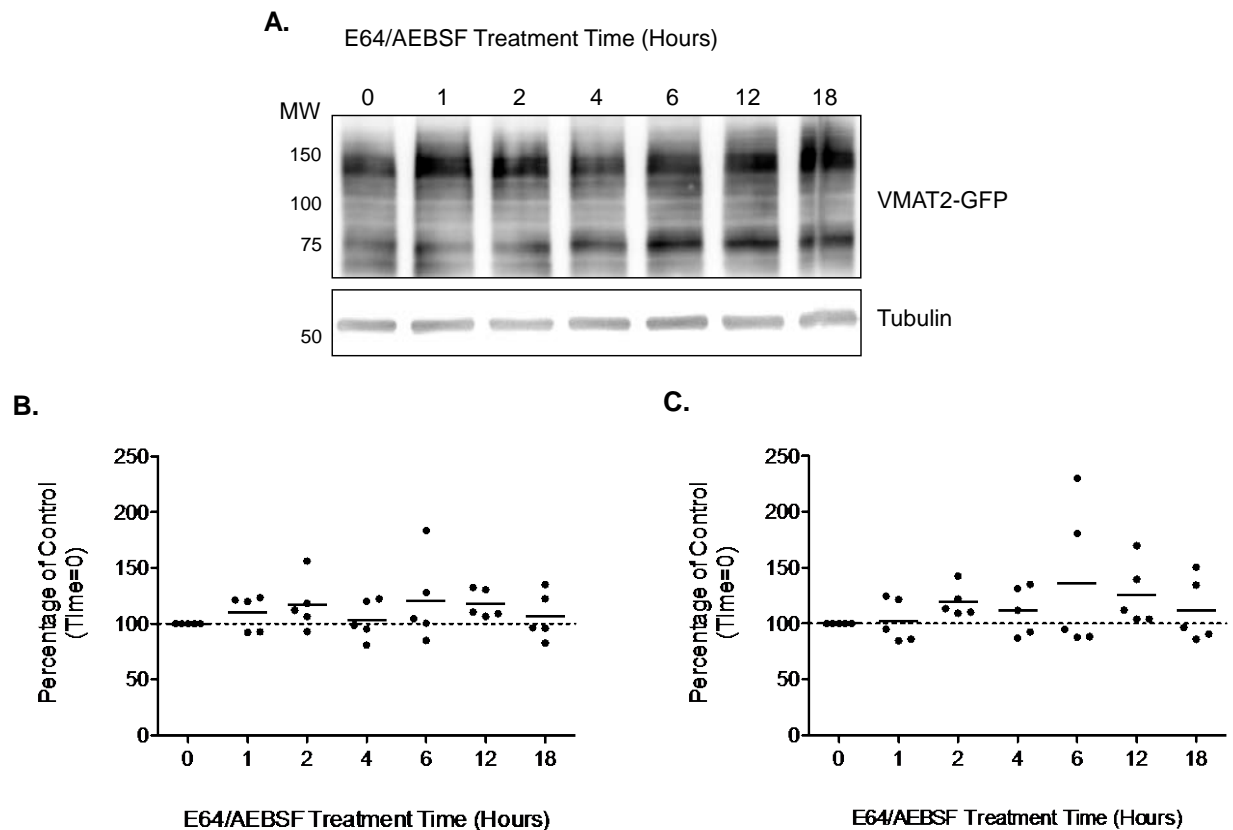 A.
E64/AEBSF Treatment Time (Hours)
MW
0 1 2 4 6 12 18
150
100
75
VMAT2-GFP
50
Tubulin
B.
250
200
150
100
50
0
Percentage of Control
(Time=0)
0 1 2 4 6 12 18
E64/AEBSF Treatment Time (Hours)
C.
250
200
150
100
50
0
Percentage of Control
(Time=0)
0 1 2 4 6 12 18
E64/AEBSF Treatment Time (Hours)